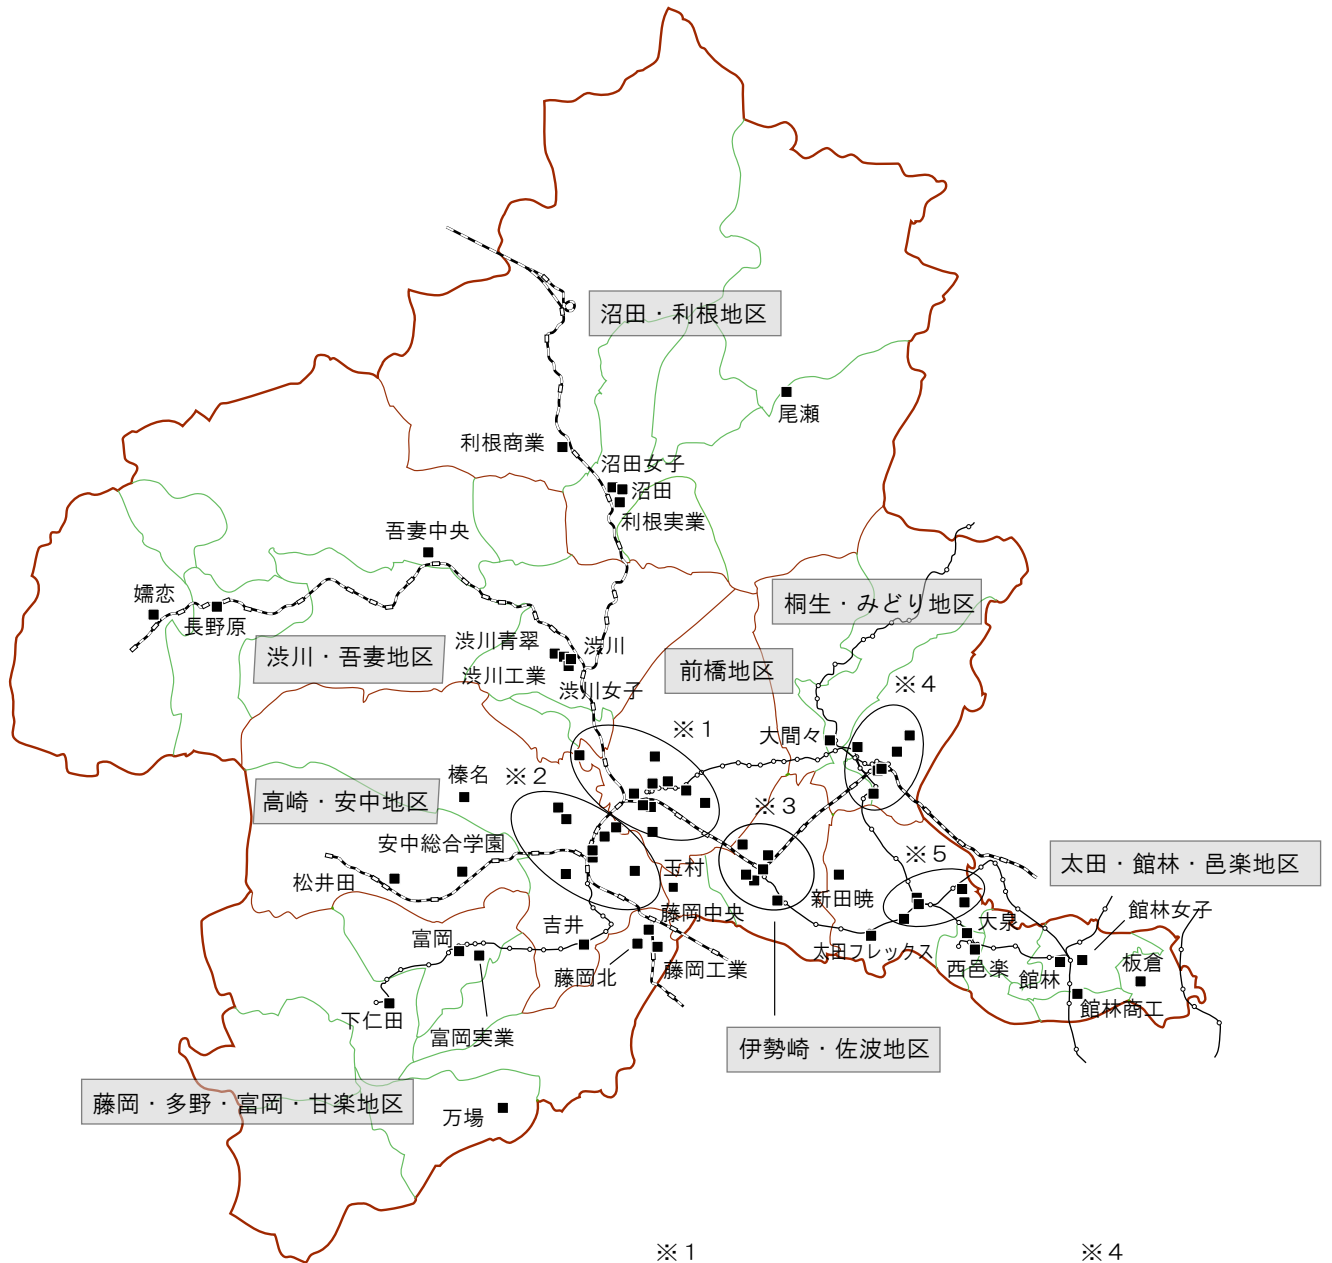 沼田・利根地区
尾瀬
利根商業
沼田女子
沼田
利根実業
吾妻中央
嬬恋
長野原
桐生・みどり地区
渋川・吾妻地区
渋川青翠
渋川
渋川工業
渋川女子
前橋地区
※４
※１
大間々
榛名
※２
高崎・安中地区
※３
安中総合学園
※５
太田・館林・邑楽地区
松井田
玉村
新田暁
藤岡中央
館林女子
吉井
大泉
富岡
太田フレックス
藤岡北
藤岡工業
西邑楽
館林
板倉
下仁田
館林商工
富岡実業
伊勢崎・佐波地区
藤岡・多野・富岡・甘楽地区
万場
※１
※４